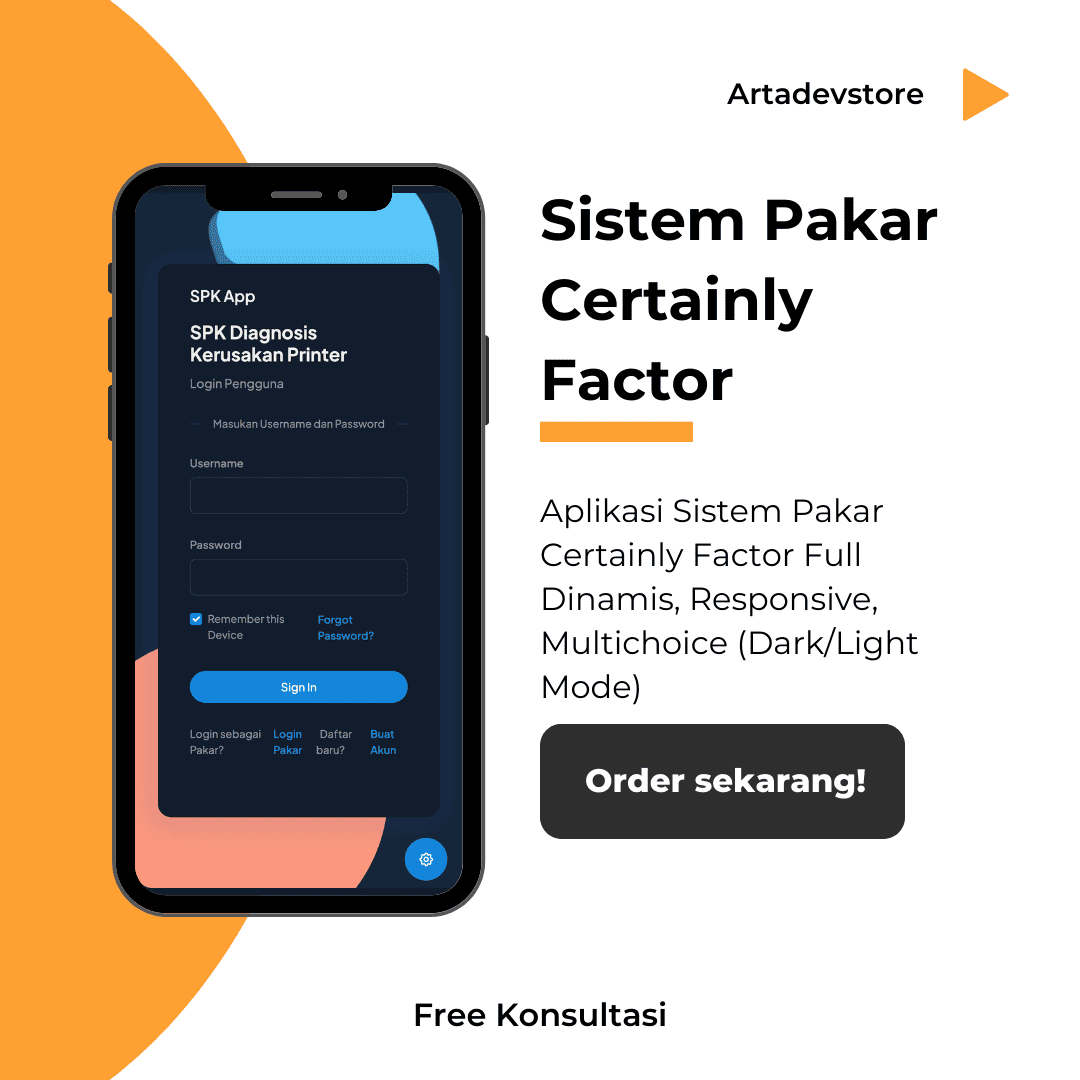 Artadevstore
Sistem Pakar
Certainly
Factor
Aplikasi Sistem Pakar
Certainly Factor Full
Dinamis, Responsive,
Multichoice (Dark/Light
Mode)
Order sekarang!
SPK App
SPK Diagnosis
Kerusakan Printer
Login Pengguna
Masukan Username dan Password
Username
Password
Remember this
Device
Forgot
Password?
Sign In
Login sebagai
Pakar?
Login
Pakar
Daftar
baru?
Buat
Akun
Free Konsultasi